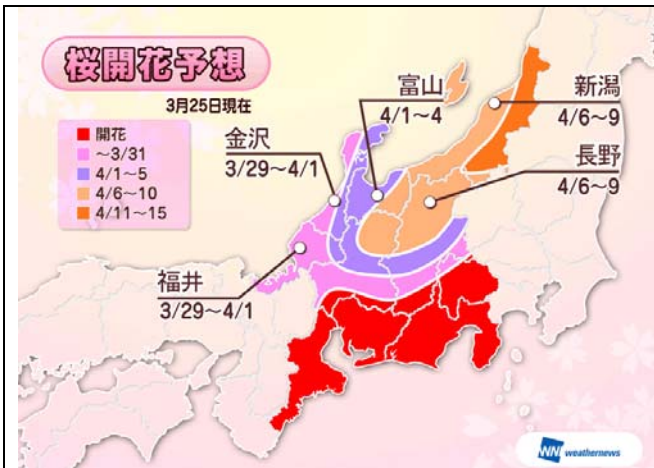 桜開花予想
3月25日現在
開花
～3/31
4/1～5
4/6～10
4/11～15
金沢
3/29～4/1
富山
4/1～4
新潟
4/6～9
長野
4/6～9
福井
3/29～4/1
WN weathernews